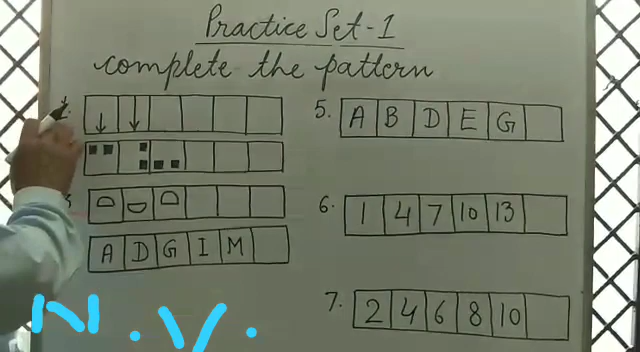 Practice Set-1
complete the pattern
5. A B D E G
6. 1 4 7 10 13
A D G I M
7. 2 4 6 8 10
N.V.